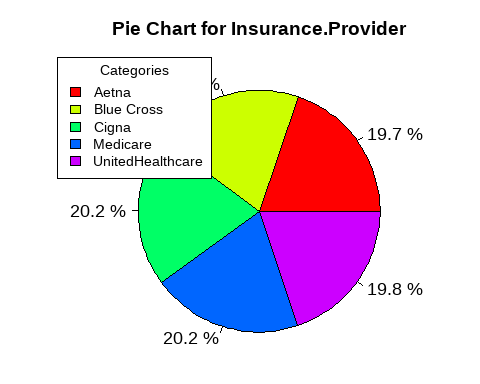 Pie Chart for Insurance.Provider
Categories
Aetna
Blue Cross
Cigna
Medicare
UnitedHealthcare
%
19.7 %
20.2 %
19.8 %
20.2 %